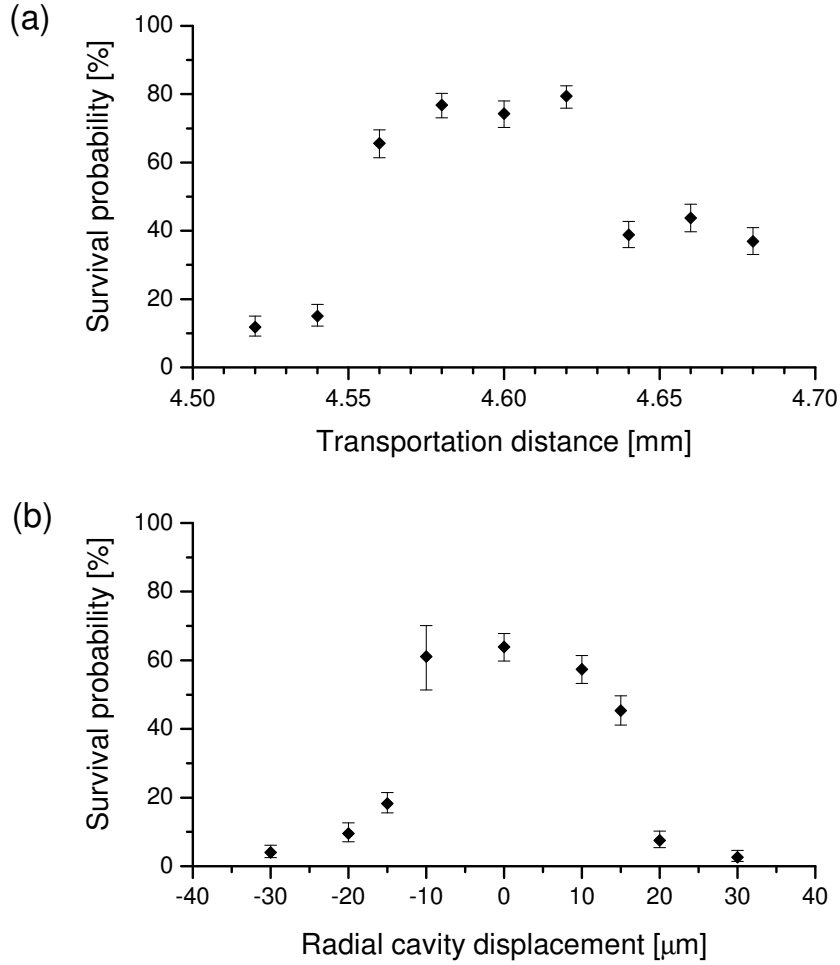 (a)
Survival probability [%]
100
80
60
40
20
0
4.50 4.55 4.60 4.65 4.70
Transportation distance [mm]
(b)
Survival probability [%]
100
80
60
40
20
0
-40 -30 -20 -10 0 10 20 30 40
Radial cavity displacement [μm]